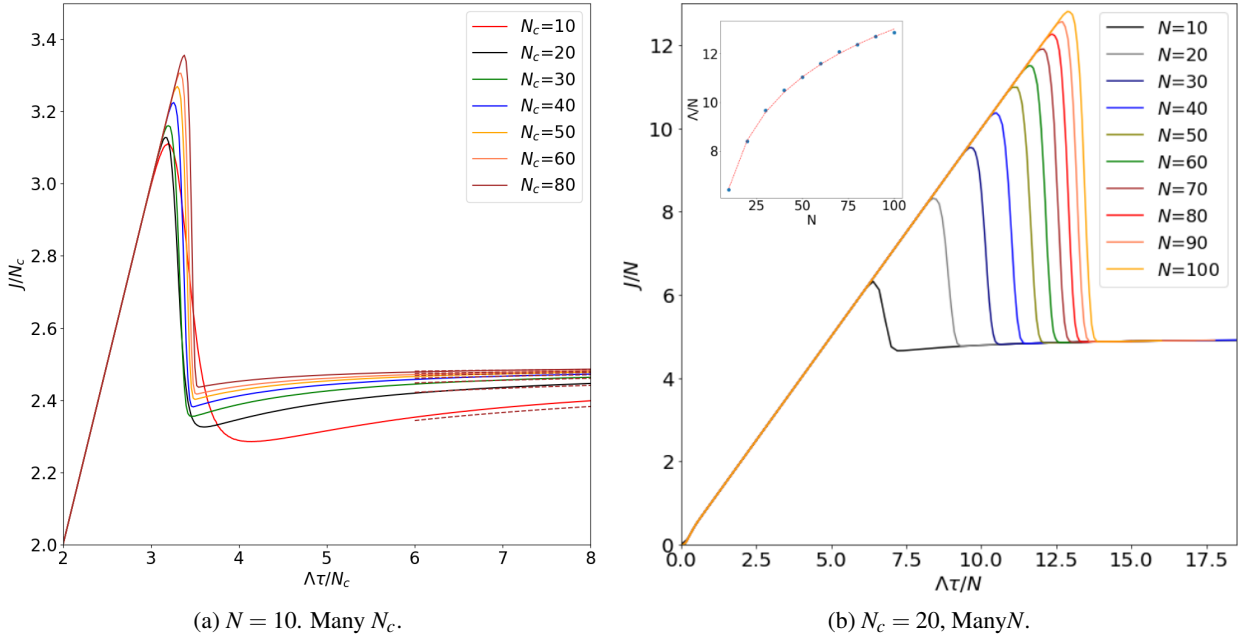 3.4
3.2
3.0
2.8
2.6
2.4
2.2
2.0
J/N_c
2
3
4
5
6
7
8
Λτ/N_c
N_c=10
N_c=20
N_c=30
N_c=40
N_c=50
N_c=60
N_c=80
(a) N = 10. Many N_c.
12
10
8
6
4
2
0
J/N
0.0
2.5
5.0
7.5
10.0
12.5
15.0
17.5
Λτ/N
12
10
8
Λ/N
25
50
75
100
N
N=10
N=20
N=30
N=40
N=50
N=60
N=70
N=80
N=90
N=100
(b) N_c = 20, ManyN.